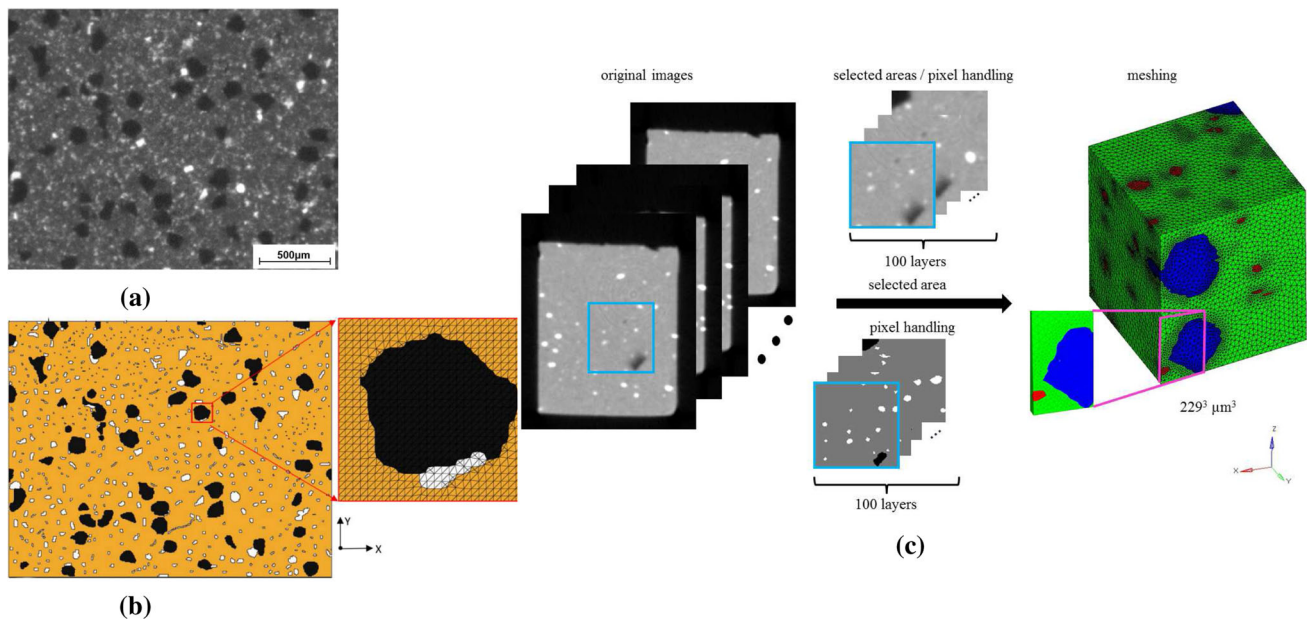 500µm
(a)
Y
X
(b)
original images
selected areas / pixel handling
meshing
100 layers
selected area
pixel handling
100 layers
229³ µm³
Z
X
Y
(c)